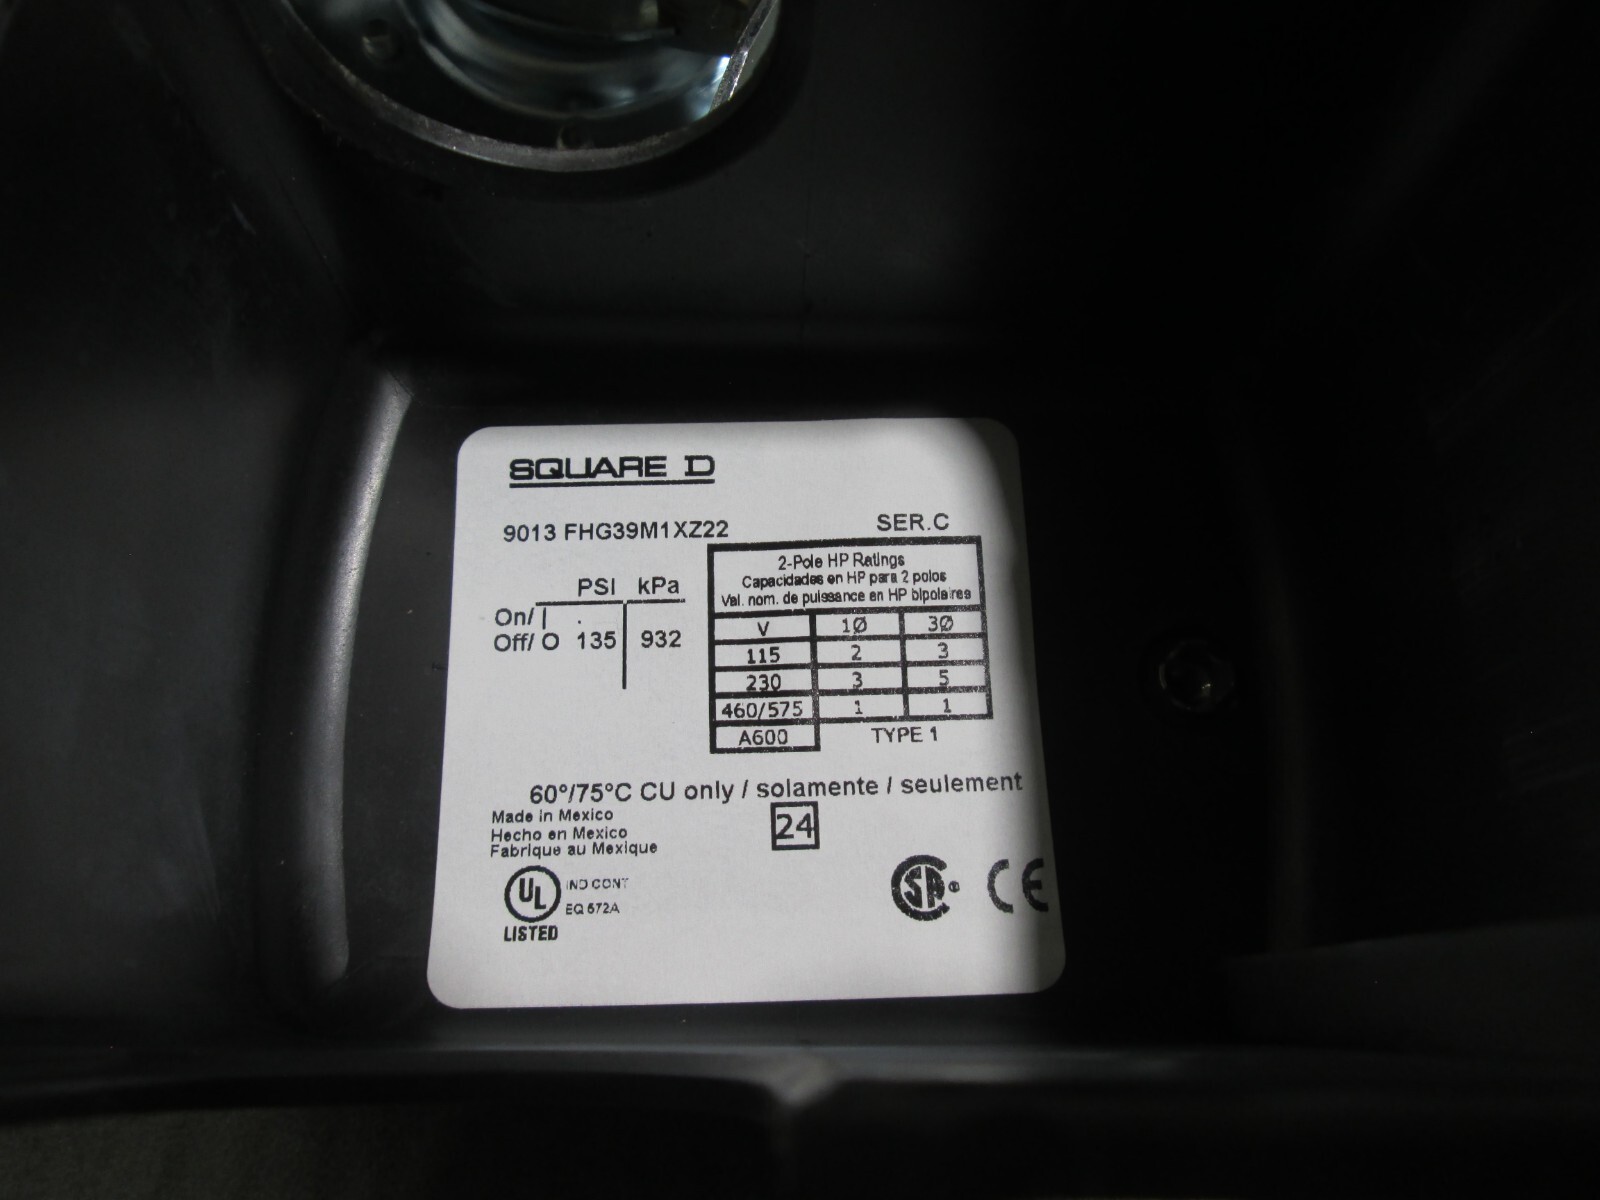 SQUARE D
9013 FHG39M1XZ22
SER.C
PSI kPa
On/ | .
Off/ O 135 932
2-Pole HP Ratings
Capacidades en HP para 2 polos
Val. nom. de puissance en HP bipolaires
V 1Ø 3Ø
115 2 3
230 3 5
460/575 1 1
A600 TYPE 1
60°/75°C CU only / solamente / seulement
Made in Mexico
Hecho en Mexico
Fabrique au Mexique
24
UL
LISTED
IND CONT
EQ 572A
SA®
CE